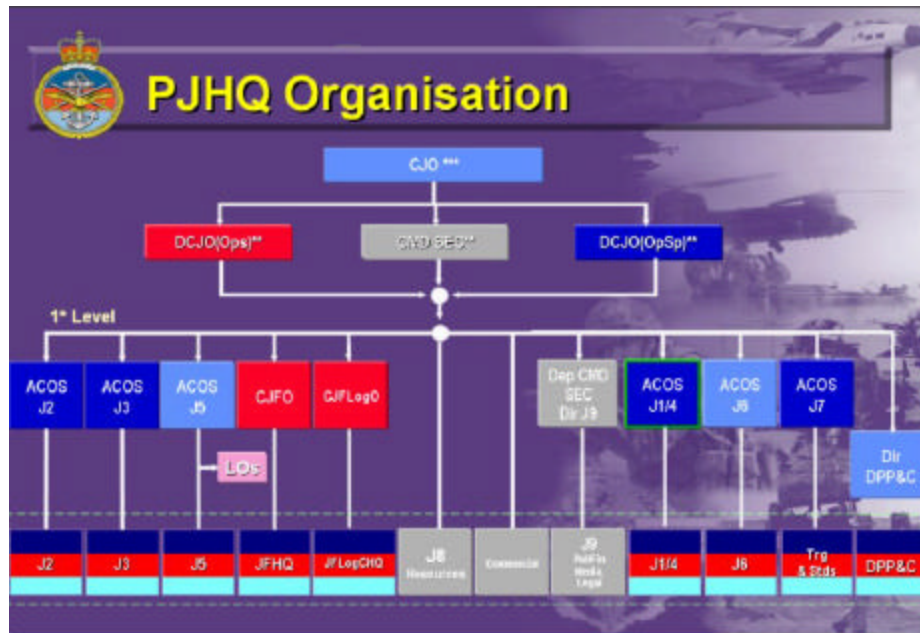 PJHQ Organisation
CJO ***
DCJO(Ops)**
CMD SEC**
DCJO(OpSp)**
1* Level
ACOS
J2
ACOS
J3
ACOS
J5
CJFO
CJFLogO
Dep CMD
SEC
Dir J9
ACOS
J1/4
ACOS
J6
ACOS
J7
Dir
DPP&C
LOs
J2
J3
J5
JFHQ
JFLogCHQ
J8
Resources
Commercial
J9
Media
Legal
J1/4
J6
Trg
& Stds
DPP&C